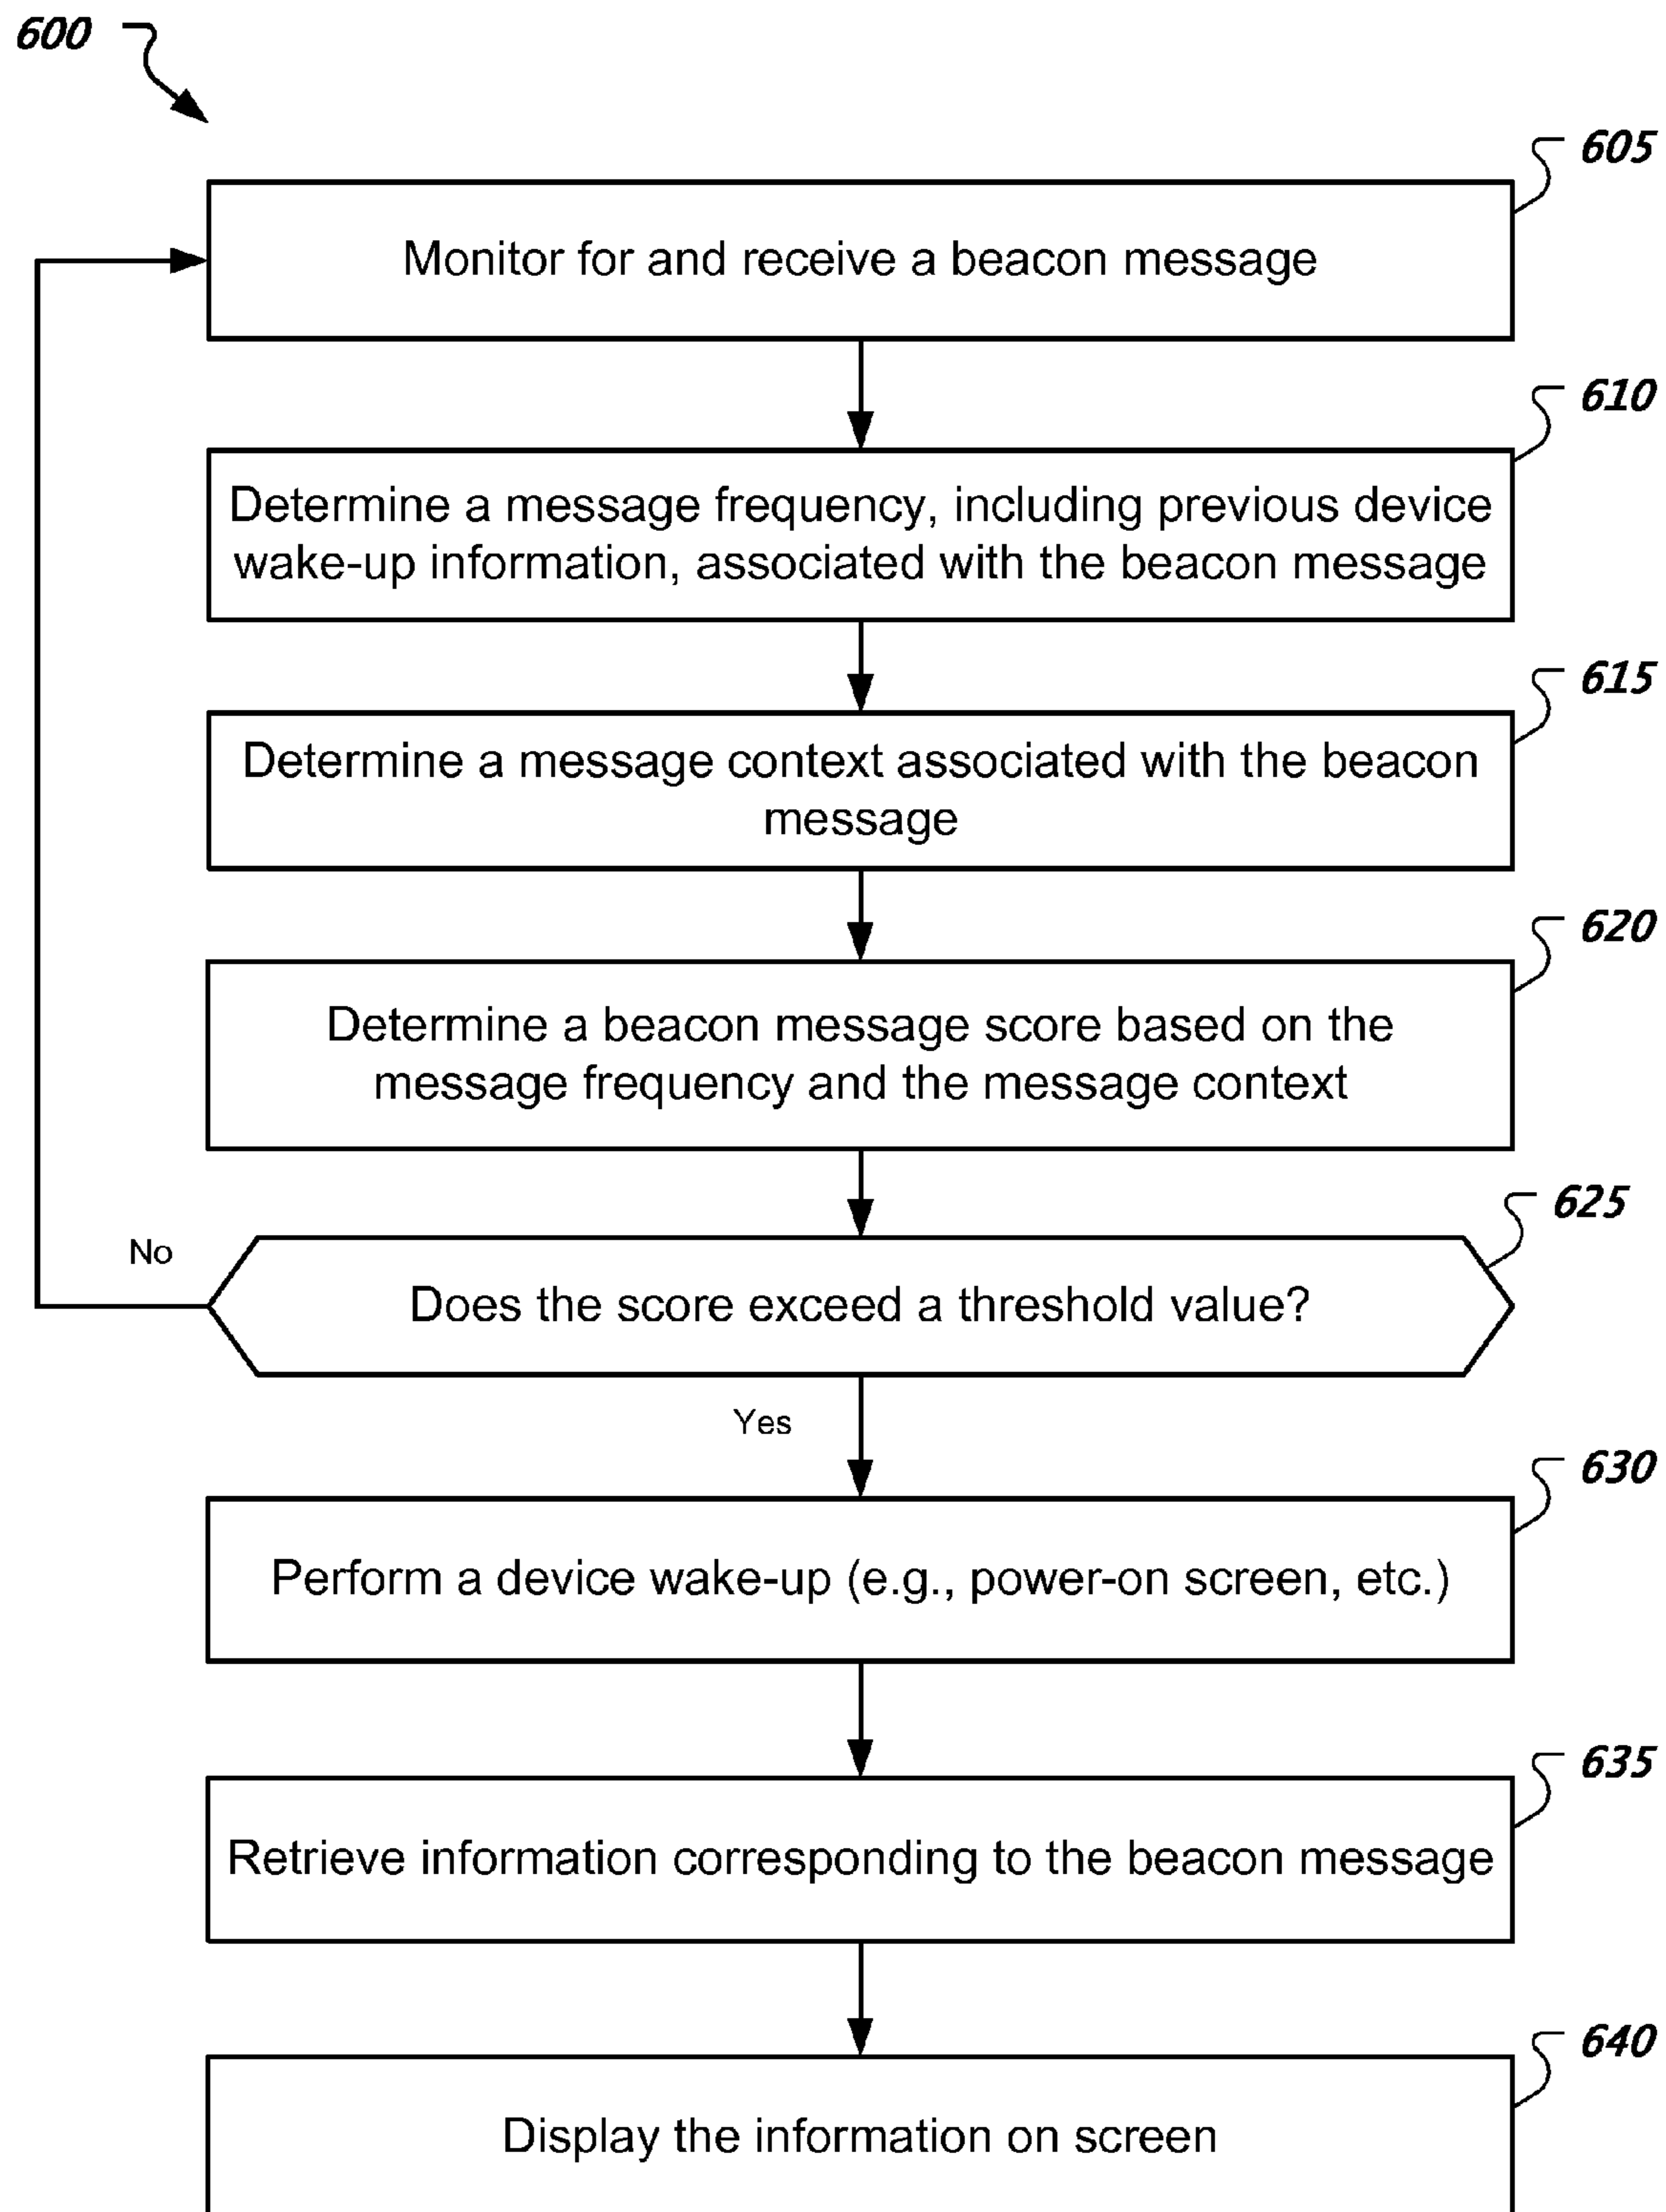 600
605
Monitor for and receive a beacon message
610
Determine a message frequency, including previous device
wake-up information, associated with the beacon message
615
Determine a message context associated with the beacon
message
620
Determine a beacon message score based on the
message frequency and the message context
625
No
Does the score exceed a threshold value?
Yes
630
Perform a device wake-up (e.g., power-on screen, etc.)
635
Retrieve information corresponding to the beacon message
640
Display the information on screen